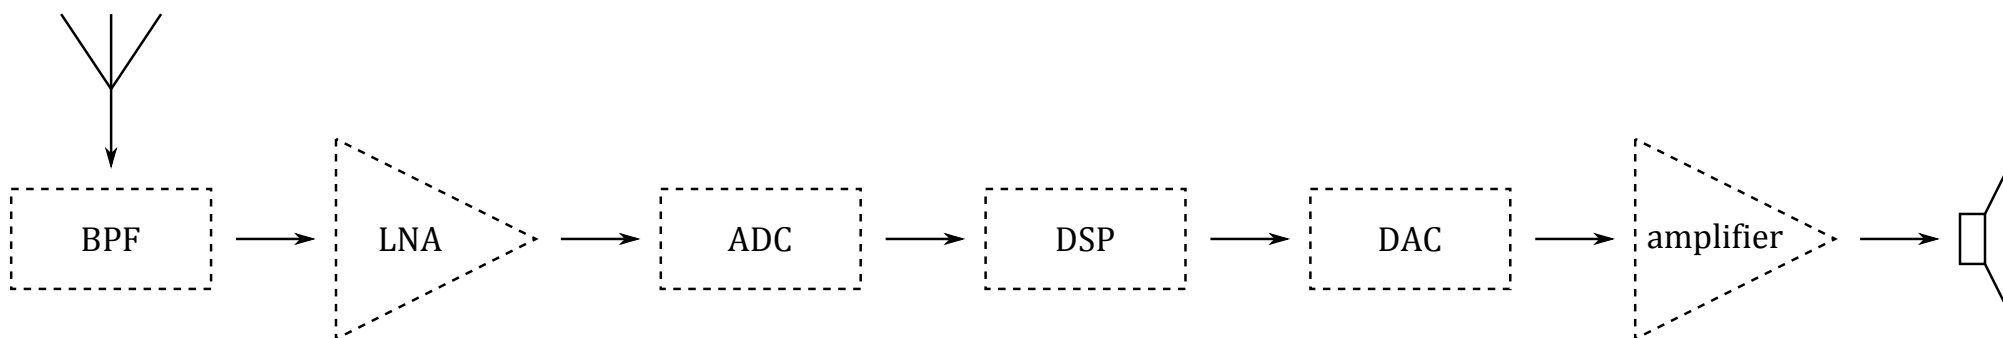 BPF
LNA
ADC
DSP
DAC
amplifier